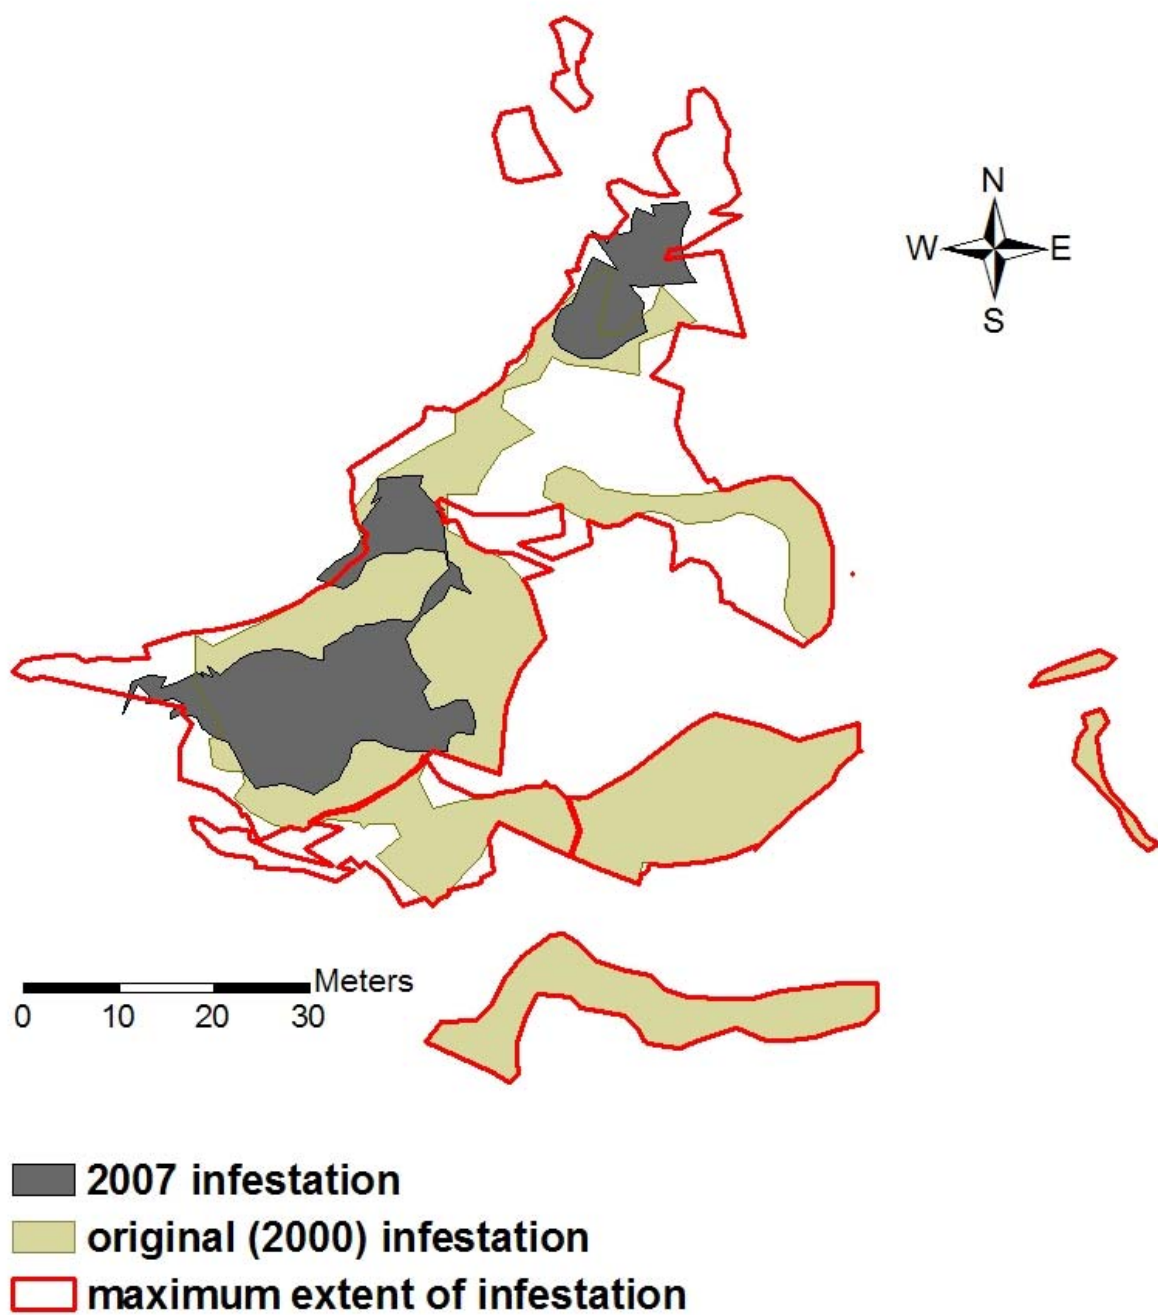 N
W E
S
Meters
0 10 20 30
2007 infestation
original (2000) infestation
maximum extent of infestation